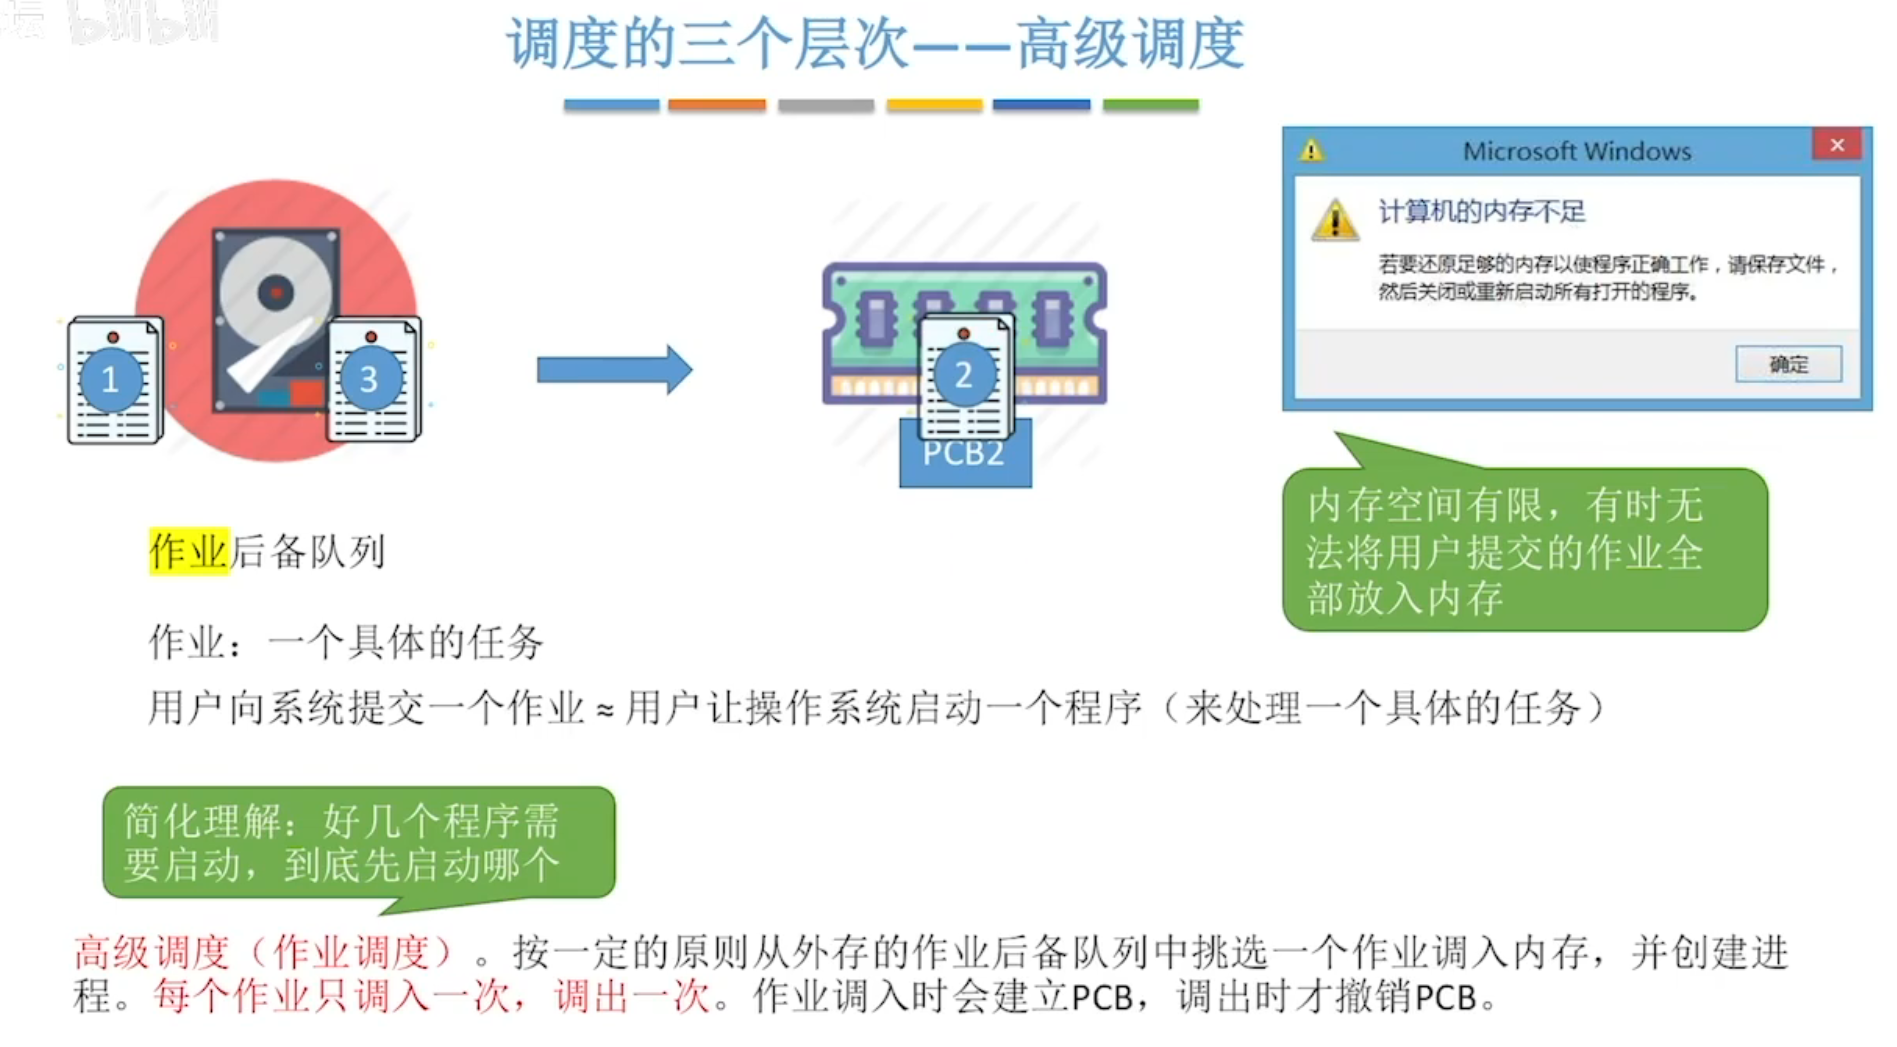 坛 bilibili
调度的三个层次——高级调度
Microsoft Windows
计算机的内存不足
若要还原足够的内存以使程序正确工作，请保存文件，
然后关闭或重新启动所有打开的程序。
确定
1
3
2
PCB2
内存空间有限，有时无
法将用户提交的作业全
部放入内存
作业后备队列
作业：一个具体的任务
用户向系统提交一个作业 ≈ 用户让操作系统启动一个程序（来处理一个具体的任务）
简化理解：好几个程序需
要启动，到底先启动哪个
高级调度（作业调度）。按一定的原则从外存的作业后备队列中挑选一个作业调入内存，并创建进
程。每个作业只调入一次，调出一次。作业调入时会建立PCB，调出时才撤销PCB。